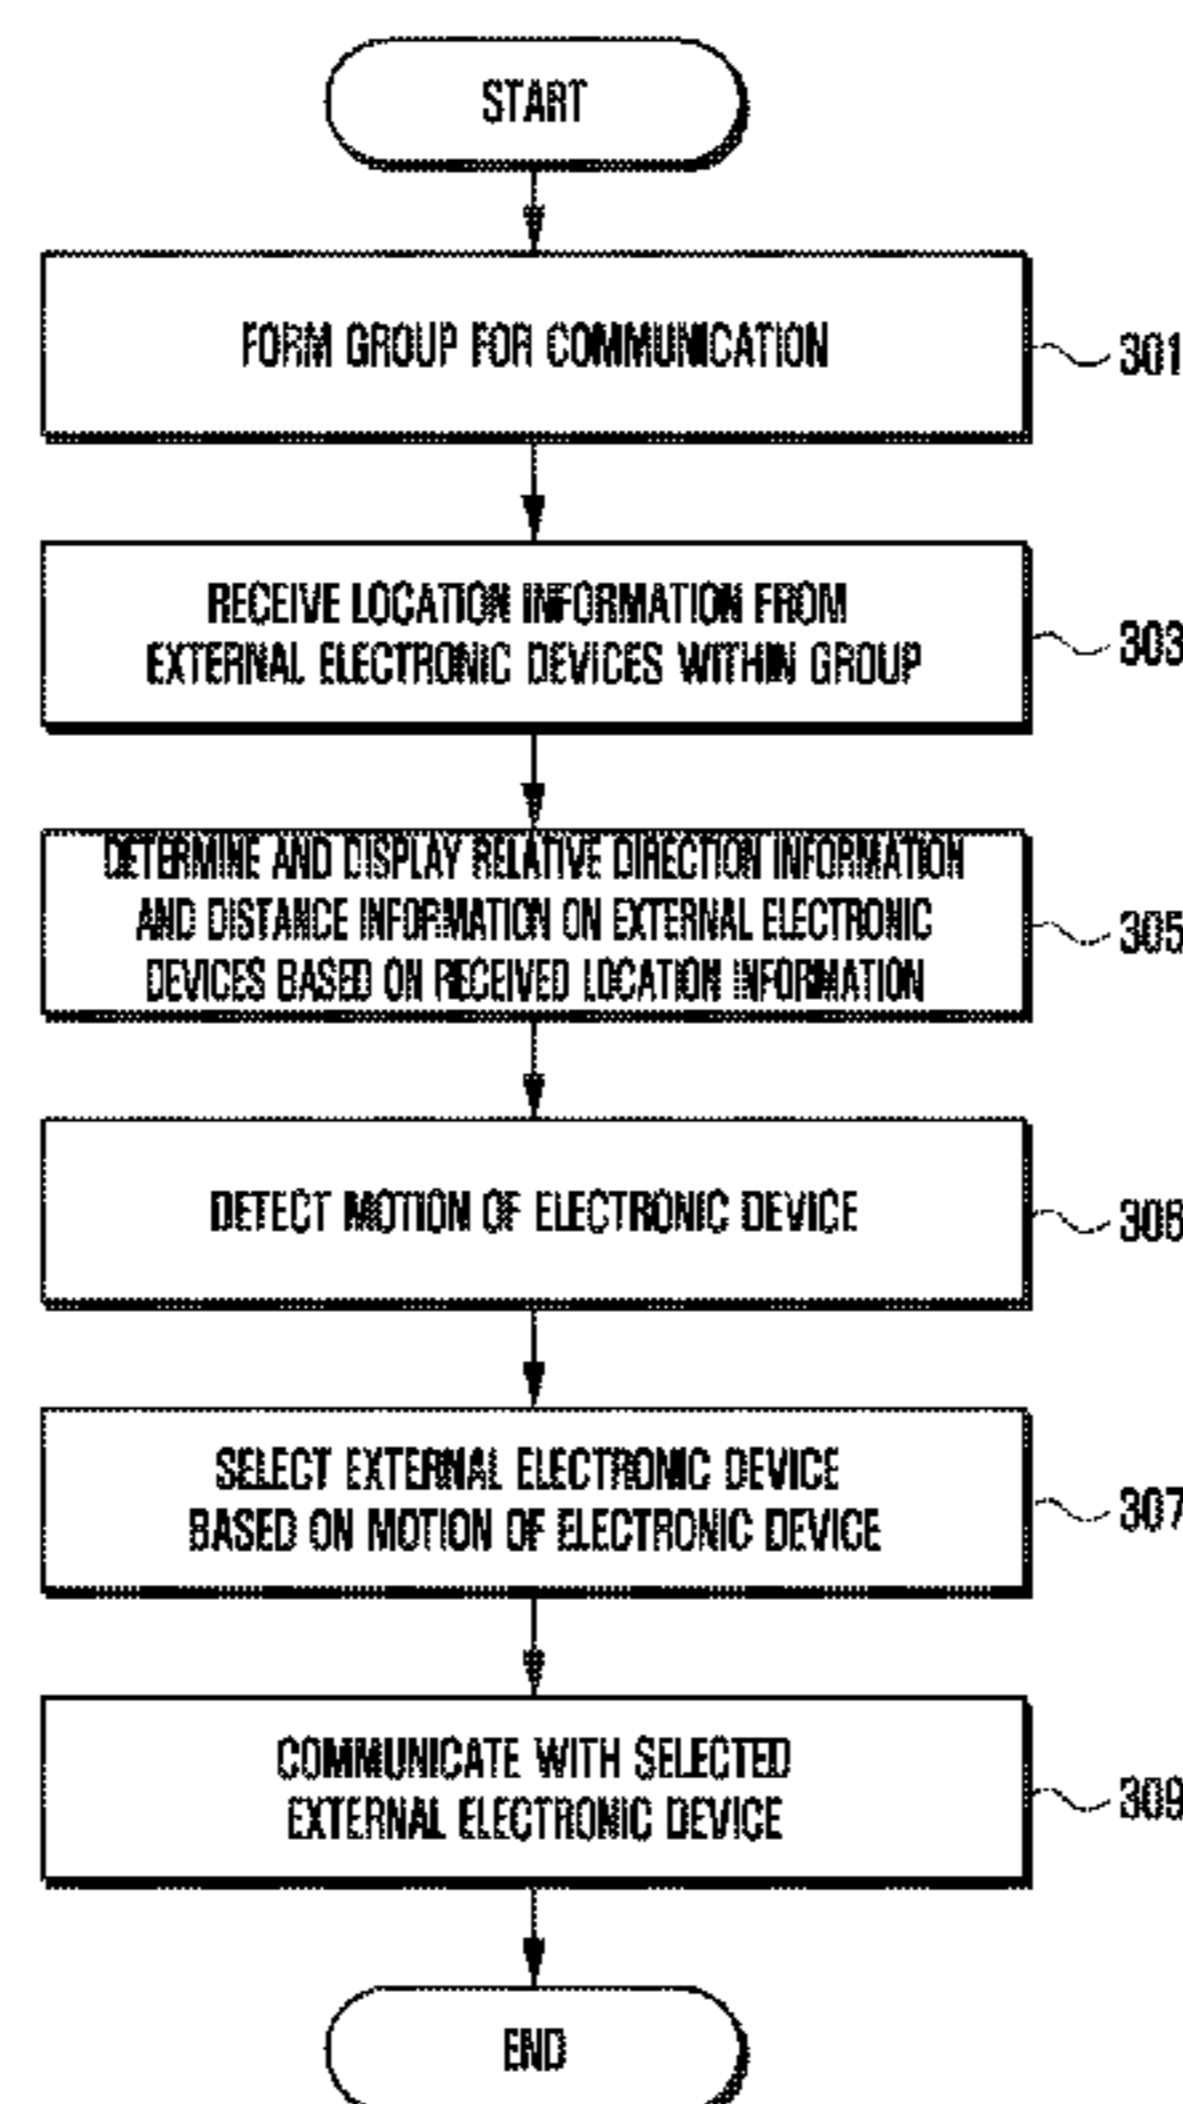 START
FORM GROUP FOR COMMUNICATION
301
RECEIVE LOCATION INFORMATION FROM
EXTERNAL ELECTRONIC DEVICES WITHIN GROUP
303
DETERMINE AND DISPLAY RELATIVE DIRECTION INFORMATION
AND DISTANCE INFORMATION ON EXTERNAL ELECTRONIC
DEVICES BASED ON RECEIVED LOCATION INFORMATION
305
DETECT MOTION OF ELECTRONIC DEVICE
306
SELECT EXTERNAL ELECTRONIC DEVICE
BASED ON MOTION OF ELECTRONIC DEVICE
307
COMMUNICATE WITH SELECTED
EXTERNAL ELECTRONIC DEVICE
309
END